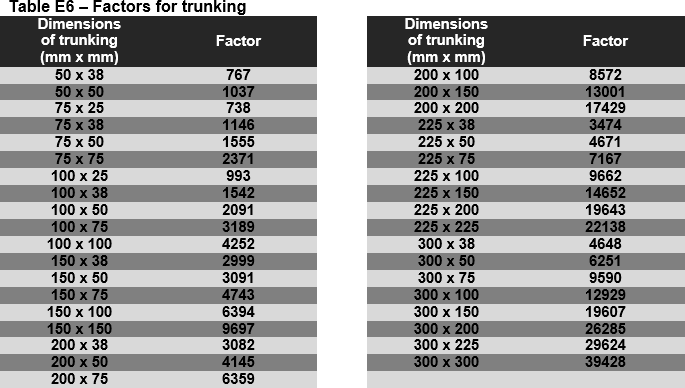 Table E6 – Factors for trunking
Dimensions
of trunking
(mm x mm)
Factor
50 x 38 767
50 x 50 1037
75 x 25 738
75 x 38 1146
75 x 50 1555
75 x 75 2371
100 x 25 993
100 x 38 1542
100 x 50 2091
100 x 75 3189
100 x 100 4252
150 x 38 2999
150 x 50 3091
150 x 75 4743
150 x 100 6394
150 x 150 9697
200 x 38 3082
200 x 50 4145
200 x 75 6359
Dimensions
of trunking
(mm x mm)
Factor
200 x 100 8572
200 x 150 13001
200 x 200 17429
225 x 38 3474
225 x 50 4671
225 x 75 7167
225 x 100 9662
225 x 150 14652
225 x 200 19643
225 x 225 22138
300 x 38 4648
300 x 50 6251
300 x 75 9590
300 x 100 12929
300 x 150 19607
300 x 200 26285
300 x 225 29624
300 x 300 39428